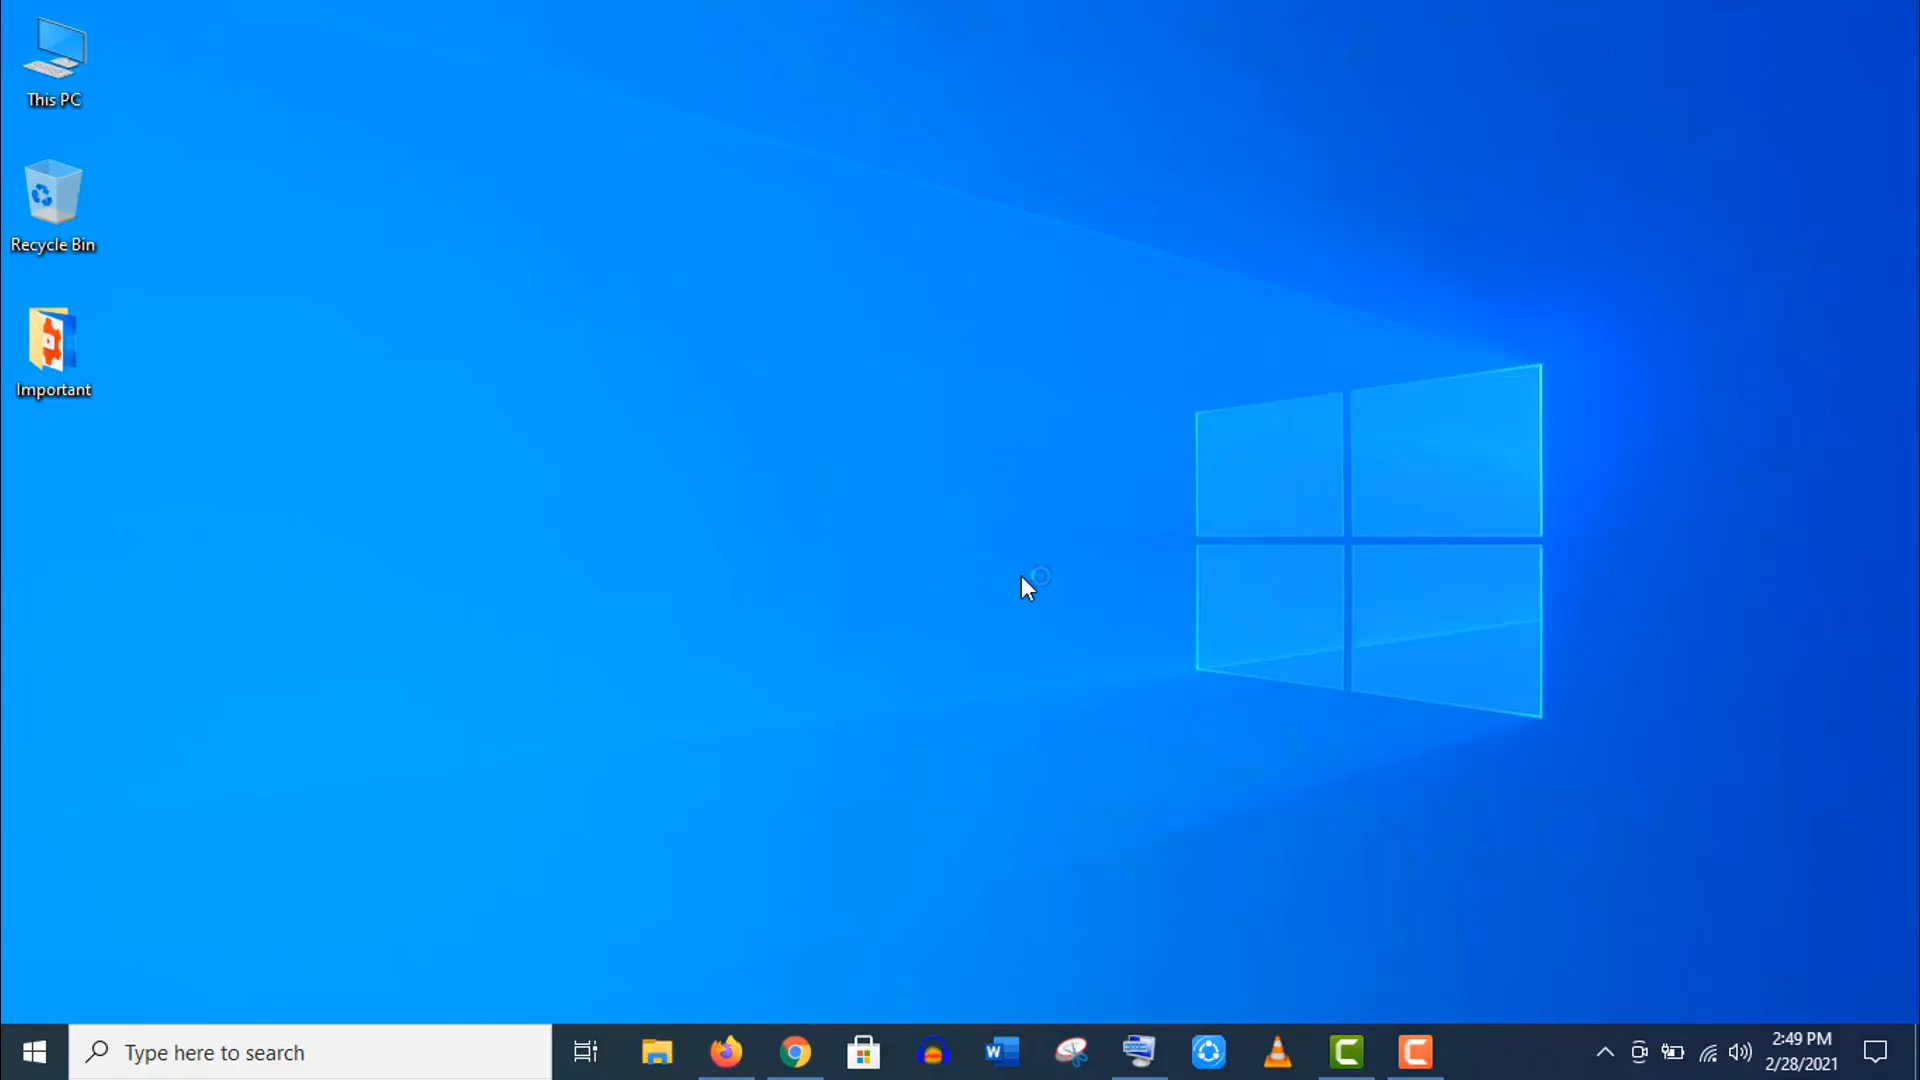 This PC
Recycle Bin
Important
Type here to search
2:49 PM
2/28/2021